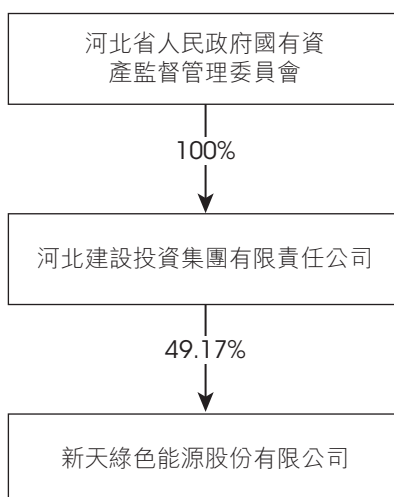 河北省人民政府國有資
產監督管理委員會
100%
河北建設投資集團有限責任公司
49.17%
新天綠色能源股份有限公司